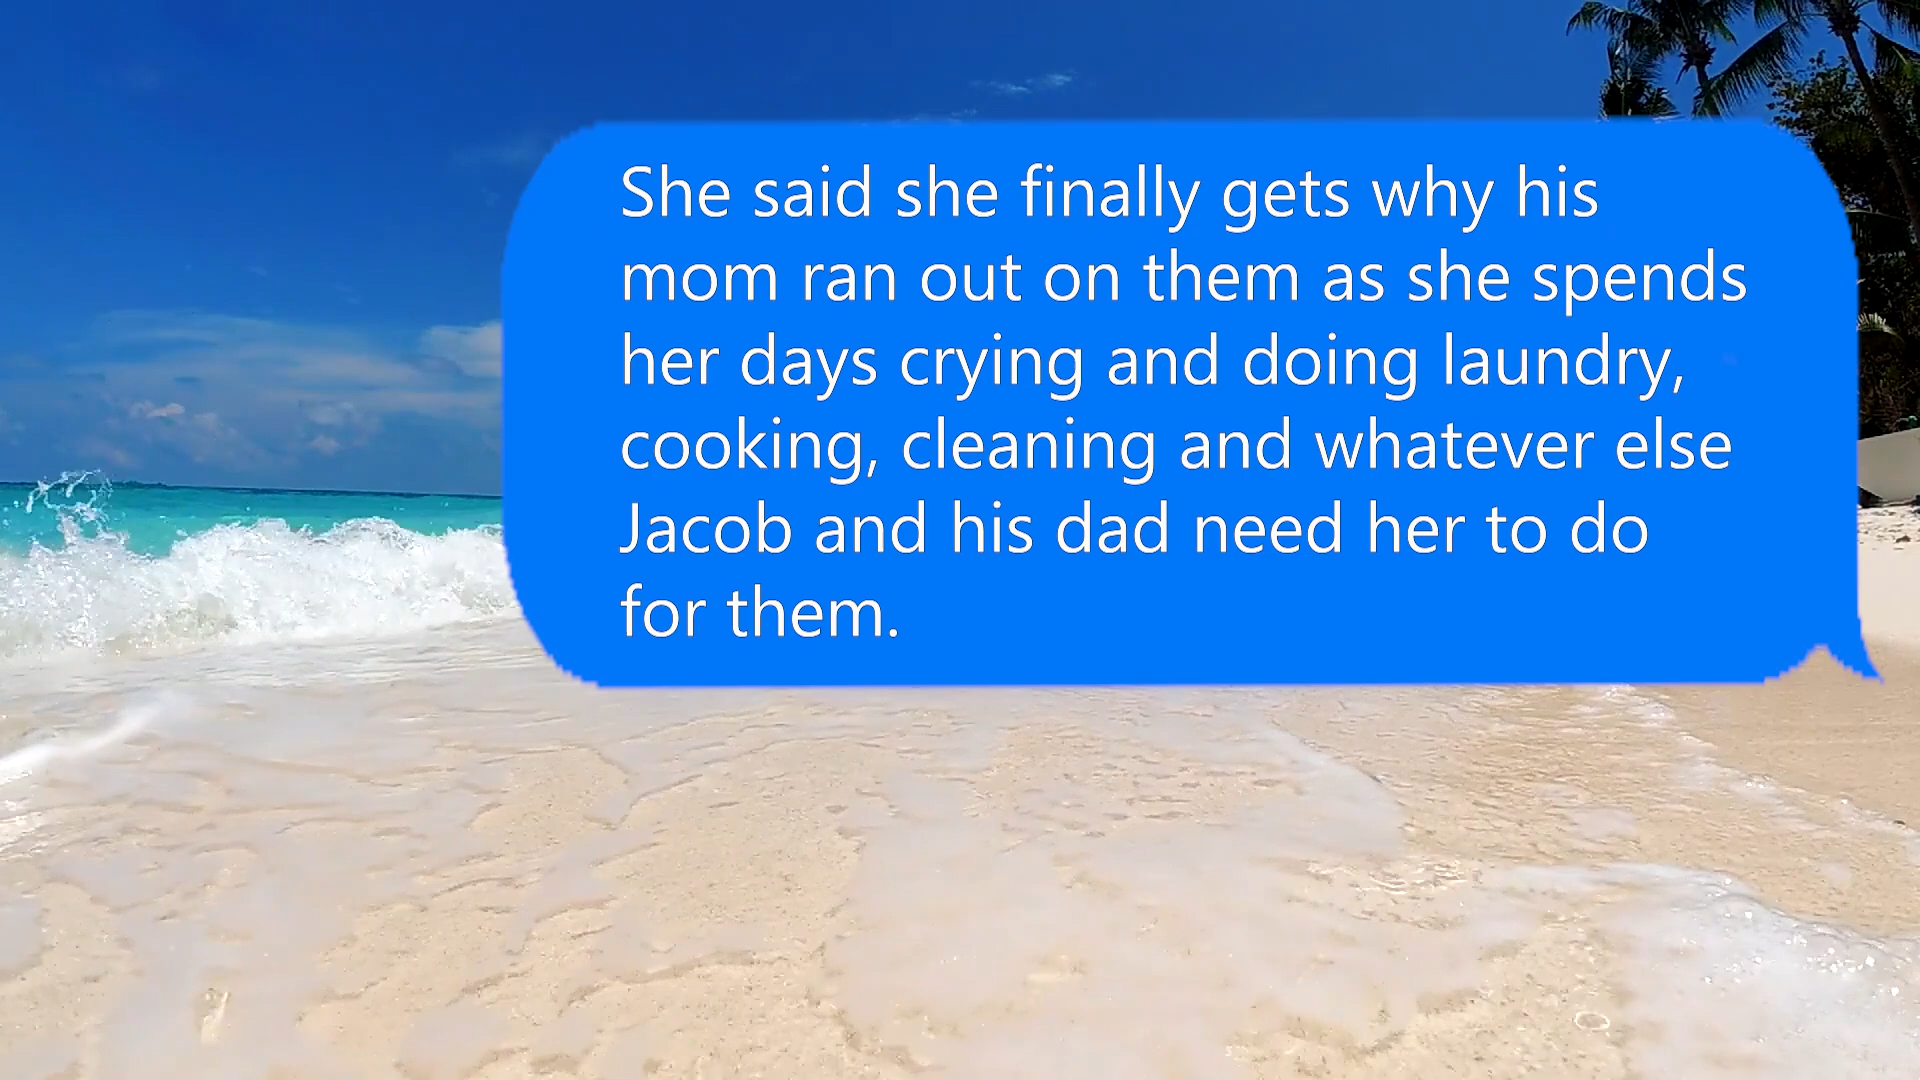 She said she finally gets why his
mom ran out on them as she spends
her days crying and doing laundry,
cooking, cleaning and whatever else
Jacob and his dad need her to do
for them.